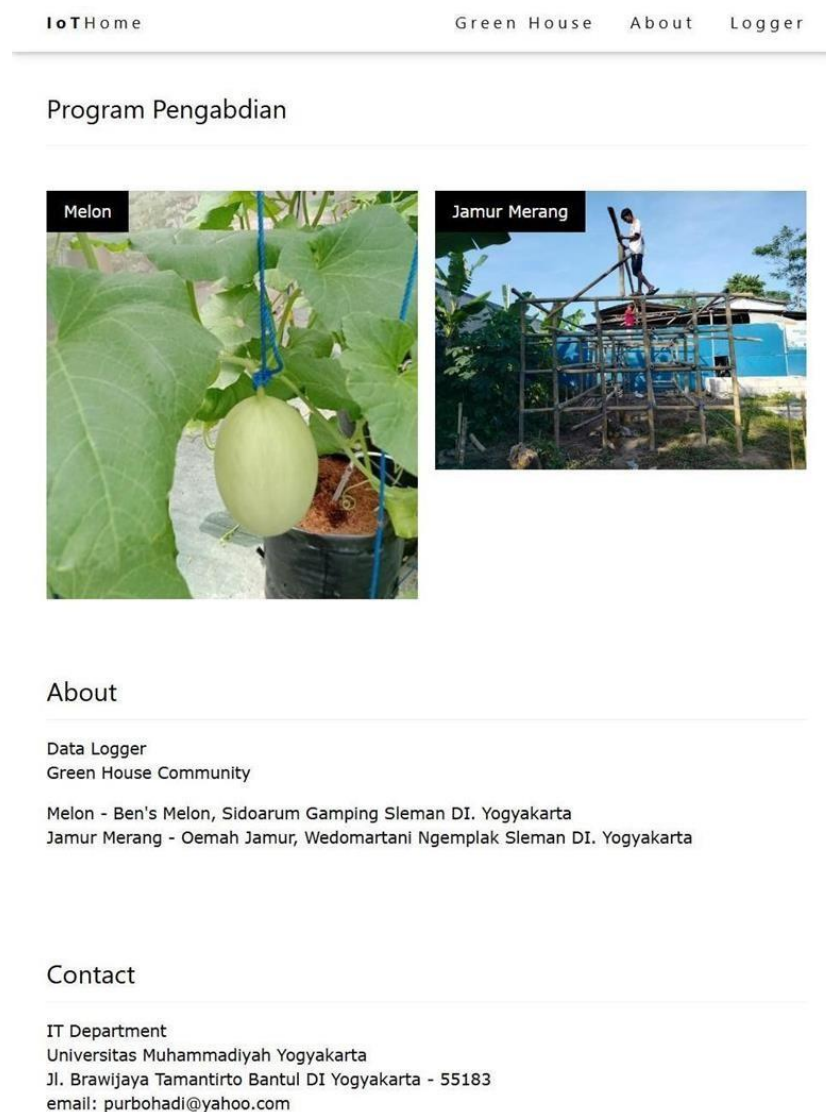 IoTHome
Green House About Logger
Program Pengabdian
Melon
Jamur Merang
About
Data Logger
Green House Community
Melon - Ben's Melon, Sidoarum Gamping Sleman DI. Yogyakarta
Jamur Merang - Oemah Jamur, Wedomartani Ngemplak Sleman DI. Yogyakarta
Contact
IT Department
Universitas Muhammadiyah Yogyakarta
Jl. Brawijaya Tamantirto Bantul DI Yogyakarta - 55183
email: purbohadi@yahoo.com